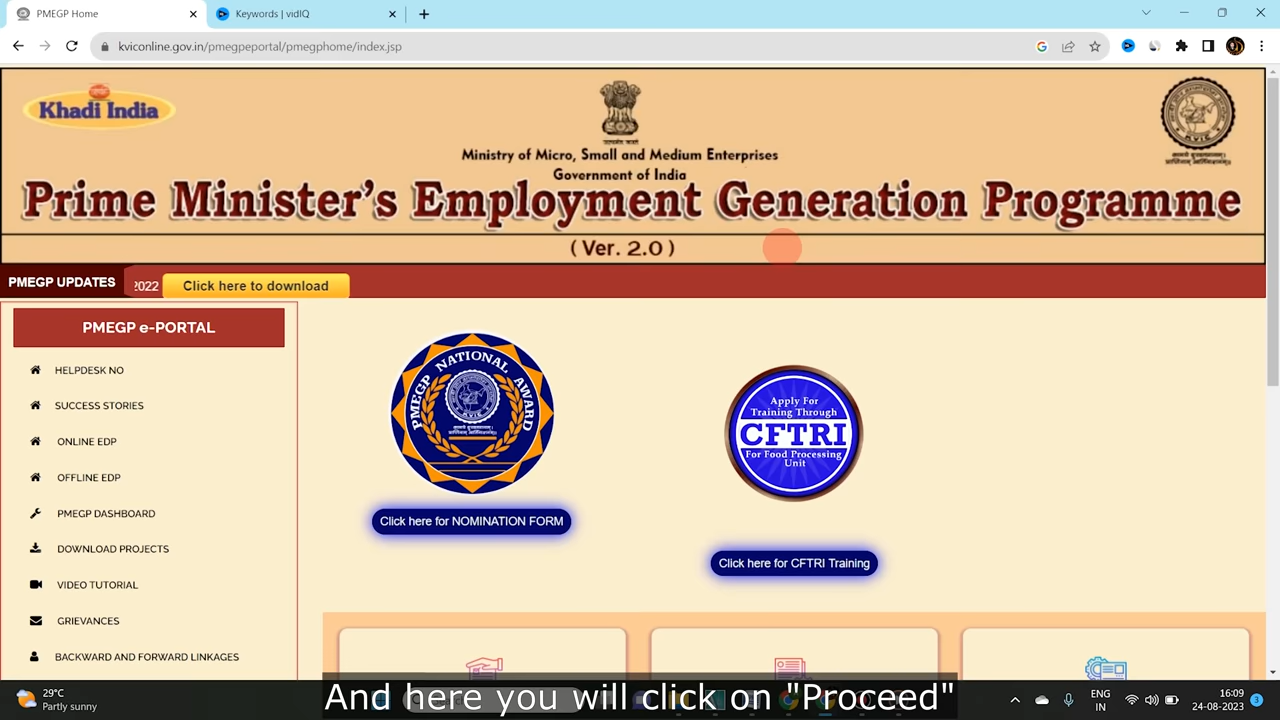 PMEGP Home
Keywords | vidIQ
kviconline.gov.in/pmegpeportal/pmegphome/index.jsp
Khadi India
Ministry of Micro, Small and Medium Enterprises
Government of India
Prime Minister's Employment Generation Programme
( Ver. 2.0 )
PMEGP UPDATES
2022
Click here to download
PMEGP e-PORTAL
HELPDESK NO
SUCCESS STORIES
ONLINE EDP
OFFLINE EDP
PMEGP DASHBOARD
DOWNLOAD PROJECTS
VIDEO TUTORIAL
GRIEVANCES
BACKWARD AND FORWARD LINKAGES
PMEGP NATIONAL AWARD
Click here for NOMINATION FORM
Apply For
Training Through
CFTRI
For Food Processing
Unit
Click here for CFTRI Training
And here you will click on "Proceed"
29°C
Partly sunny
ENG
IN
16:09
24-08-2023
3